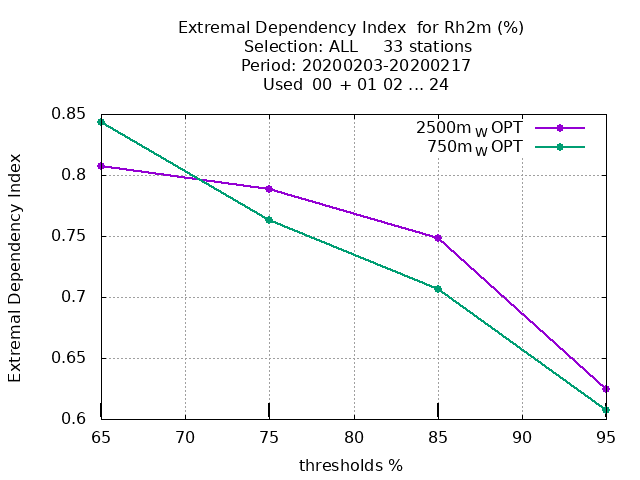 Extremal Dependency Index  for Rh2m (%)
Selection: ALL     33 stations
Period: 20200203-20200217
Used  00 + 01 02 ... 24
2500m W OPT
750m W OPT
0.85
0.8
0.75
0.7
0.65
0.6
Extremal Dependency Index
65 70 75 80 85 90 95
thresholds %